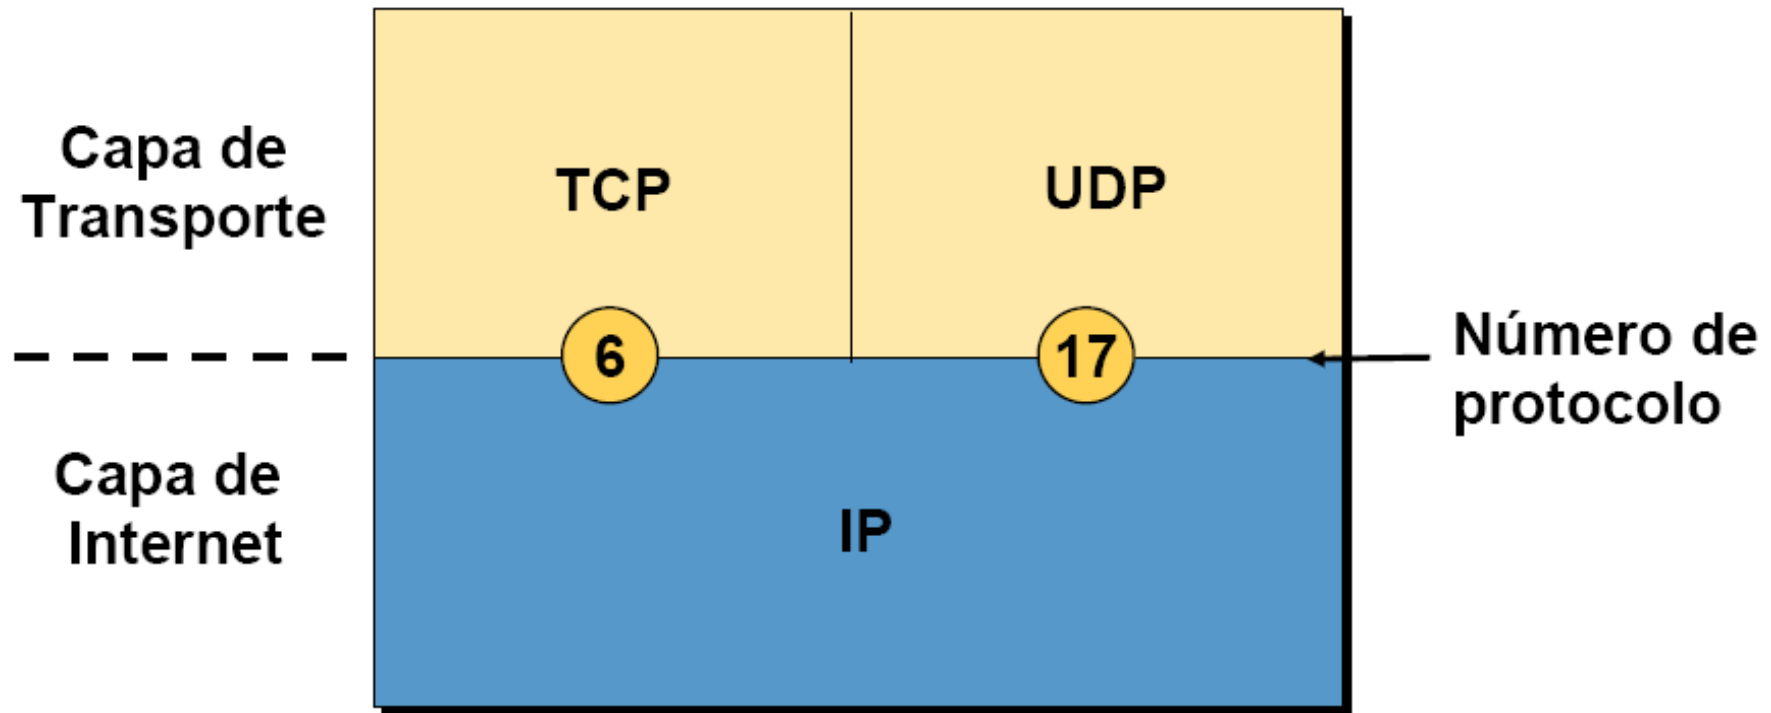 Capa de
Transporte
TCP
UDP
6
17
Número de
protocolo
Capa de
Internet
IP